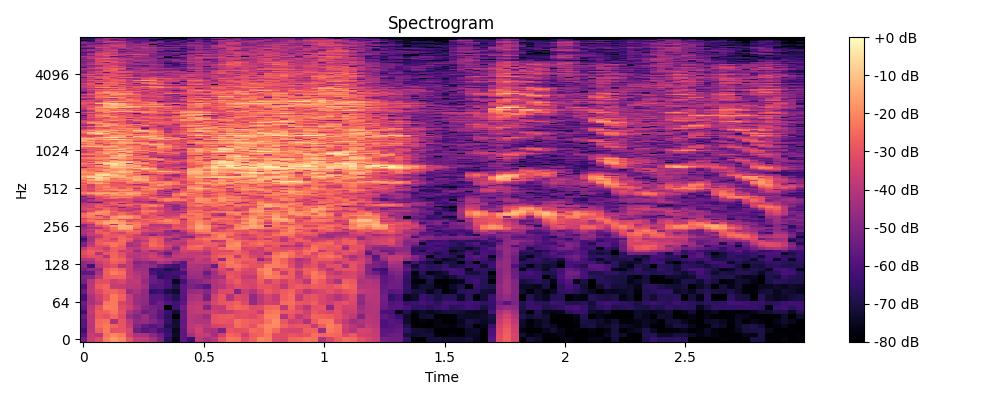 Spectrogram
+0 dB
4096
-10 dB
2048
-20 dB
1024
-30 dB
Hz
512
-40 dB
256
-50 dB
128
-60 dB
64
-70 dB
0
-80 dB
0 0.5 1 1.5 2 2.5
Time